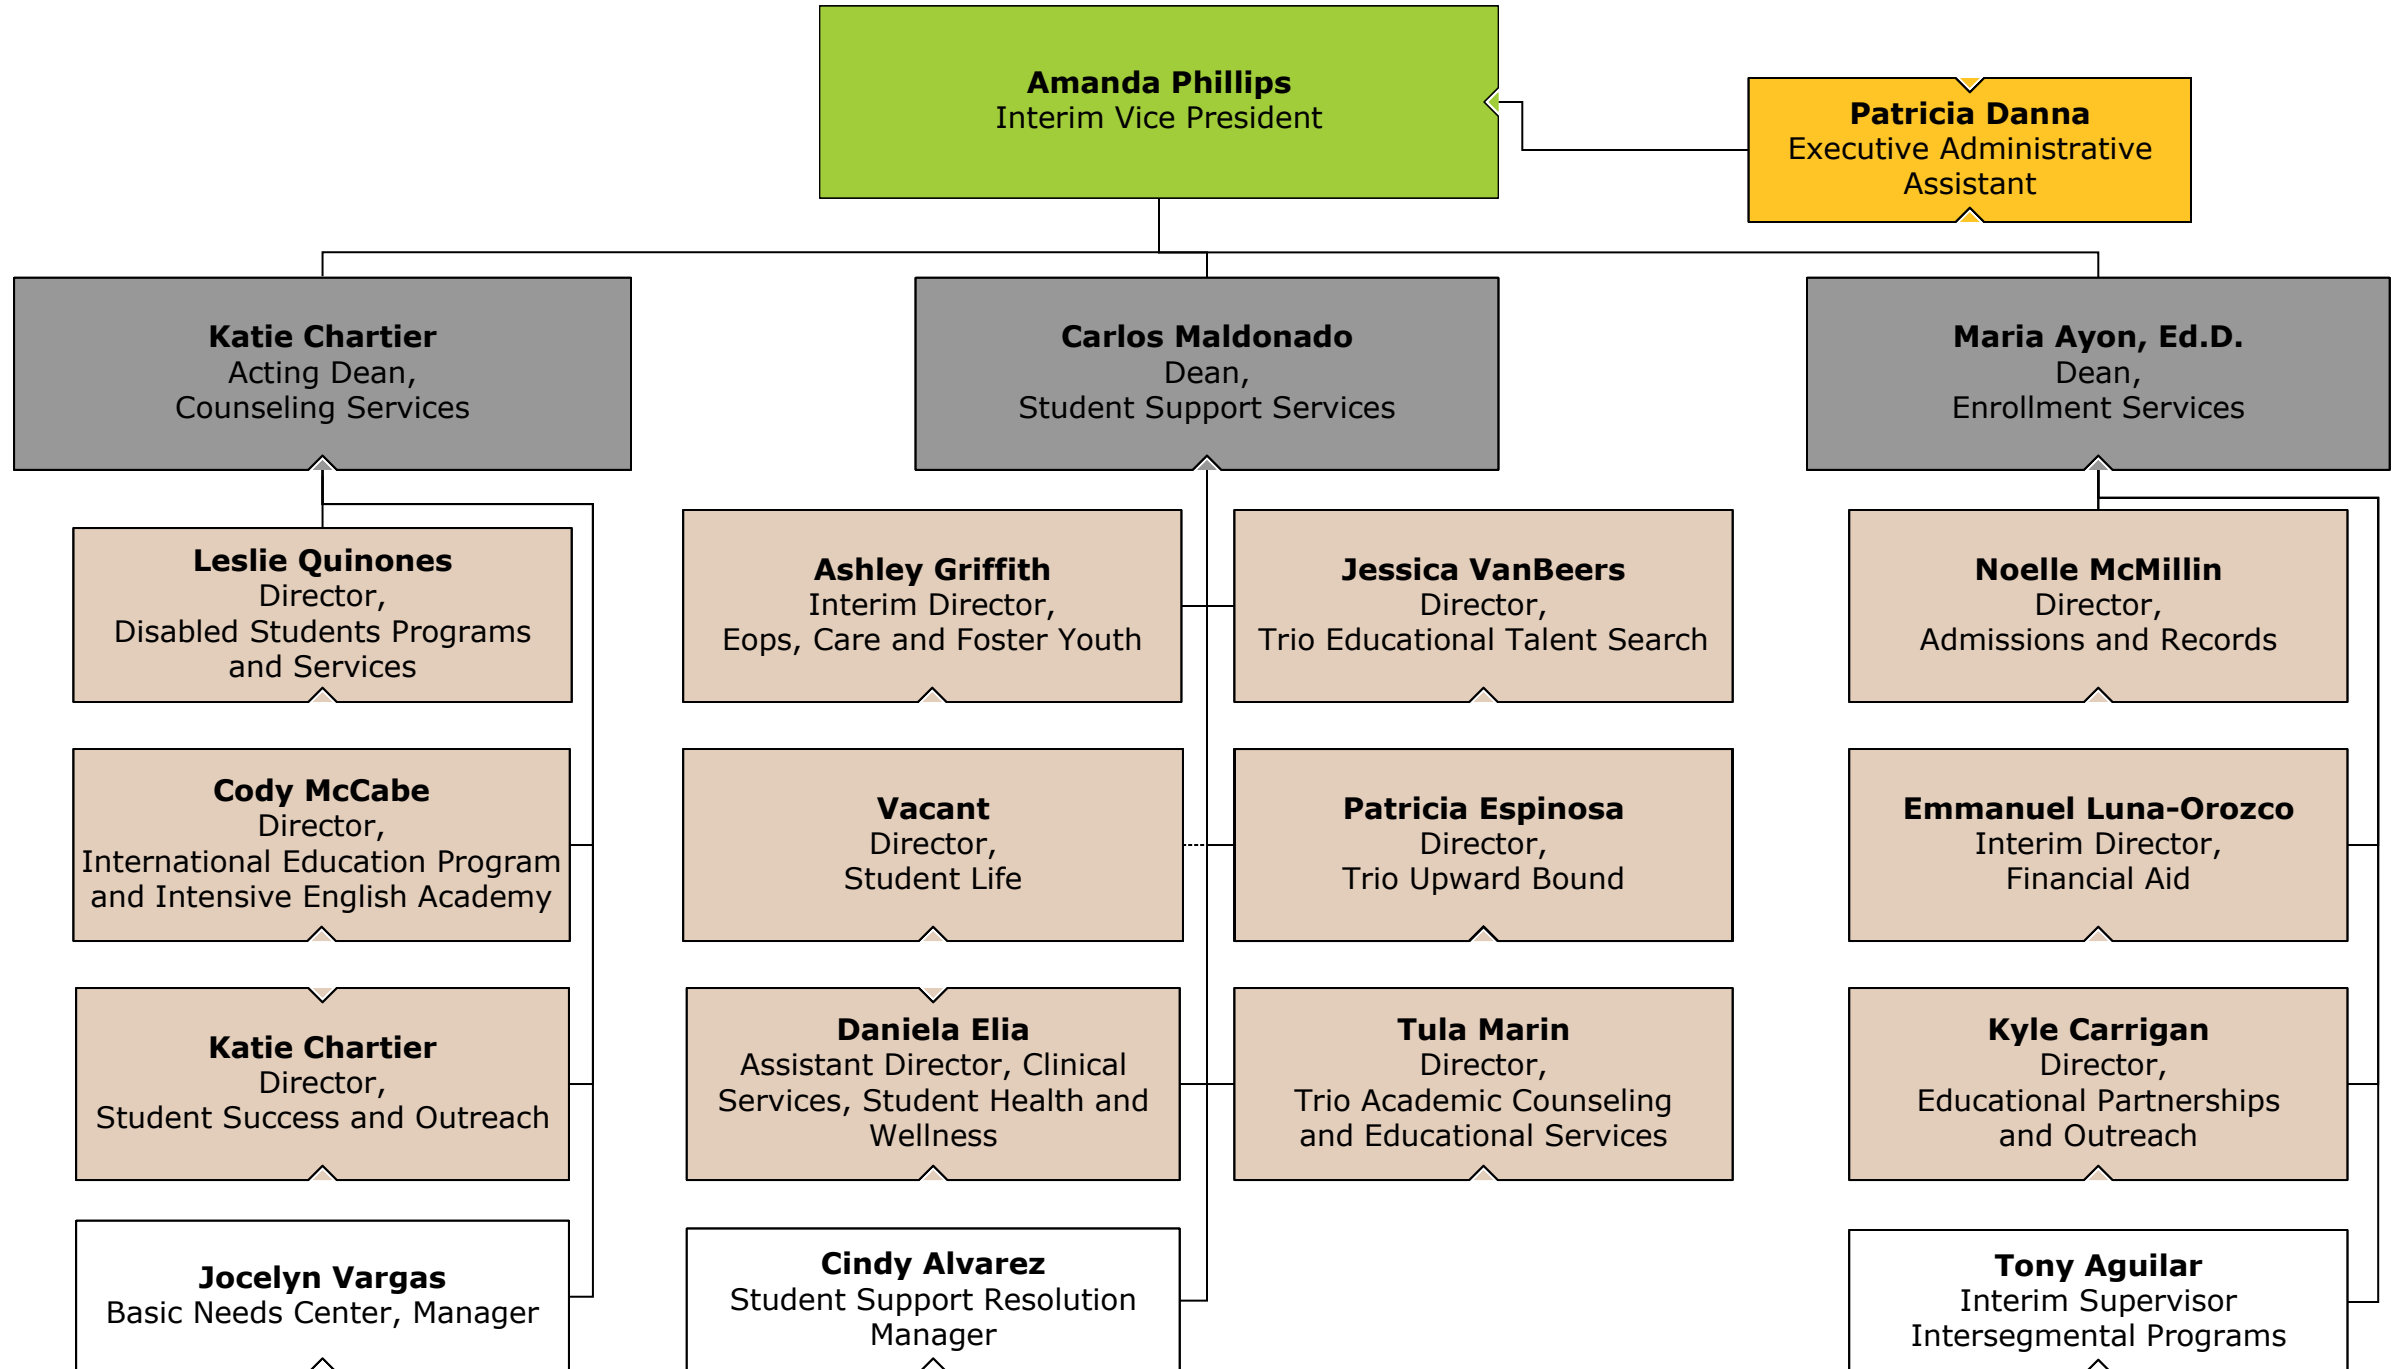 Amanda Phillips
Interim Vice President
Patricia Danna
Executive Administrative
Assistant
Katie Chartier
Acting Dean,
Counseling Services
Carlos Maldonado
Dean,
Student Support Services
Maria Ayon, Ed.D.
Dean,
Enrollment Services
Leslie Quinones
Director,
Disabled Students Programs
and Services
Cody McCabe
Director,
International Education Program
and Intensive English Academy
Katie Chartier
Director,
Student Success and Outreach
Jocelyn Vargas
Basic Needs Center, Manager
Ashley Griffith
Interim Director,
Eops, Care and Foster Youth
Jessica VanBeers
Director,
Trio Educational Talent Search
Vacant
Director,
Student Life
Patricia Espinosa
Director,
Trio Upward Bound
Daniela Elia
Assistant Director, Clinical
Services, Student Health and
Wellness
Tula Marin
Director,
Trio Academic Counseling
and Educational Services
Cindy Alvarez
Student Support Resolution
Manager
Noelle McMillin
Director,
Admissions and Records
Emmanuel Luna-Orozco
Interim Director,
Financial Aid
Kyle Carrigan
Director,
Educational Partnerships
and Outreach
Tony Aguilar
Interim Supervisor
Intersegmental Programs